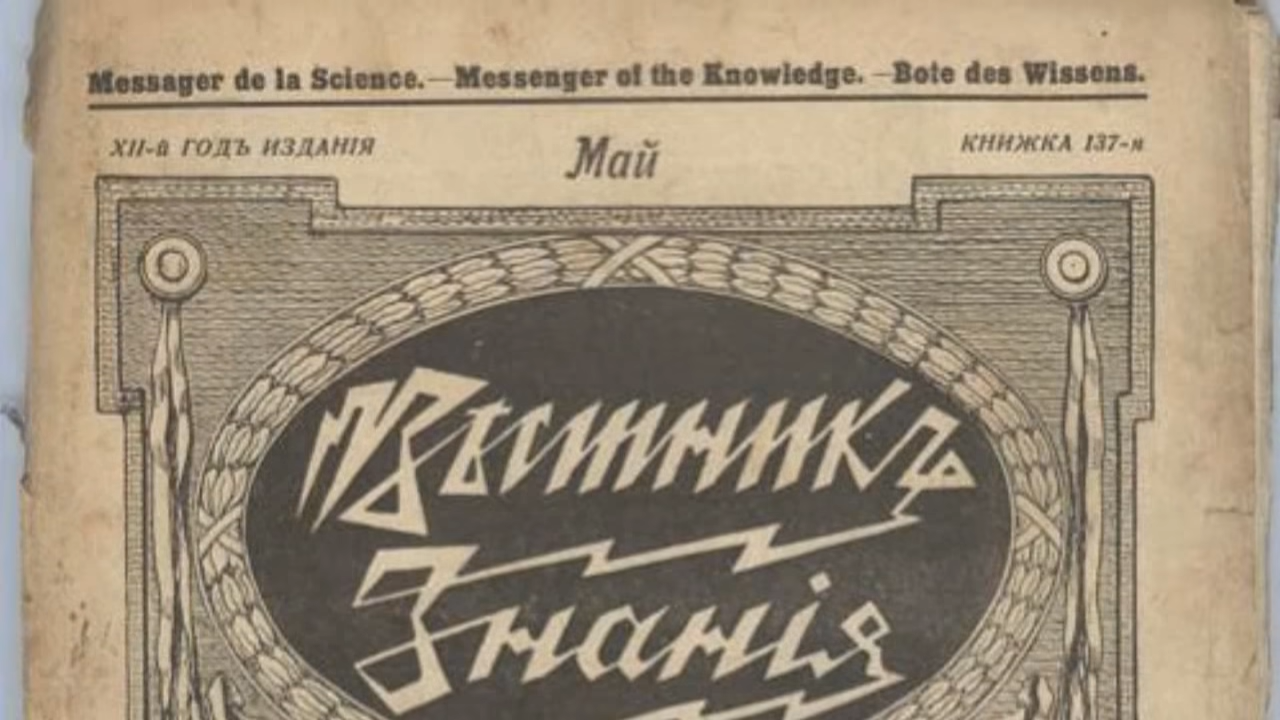 Messager de la Science.—Messenger of the Knowledge.—Bote des Wissens.
XII-й ГОДЪ ИЗДАНІЯ Май КНИЖКА 137-я
Вѣстникъ
Знанія